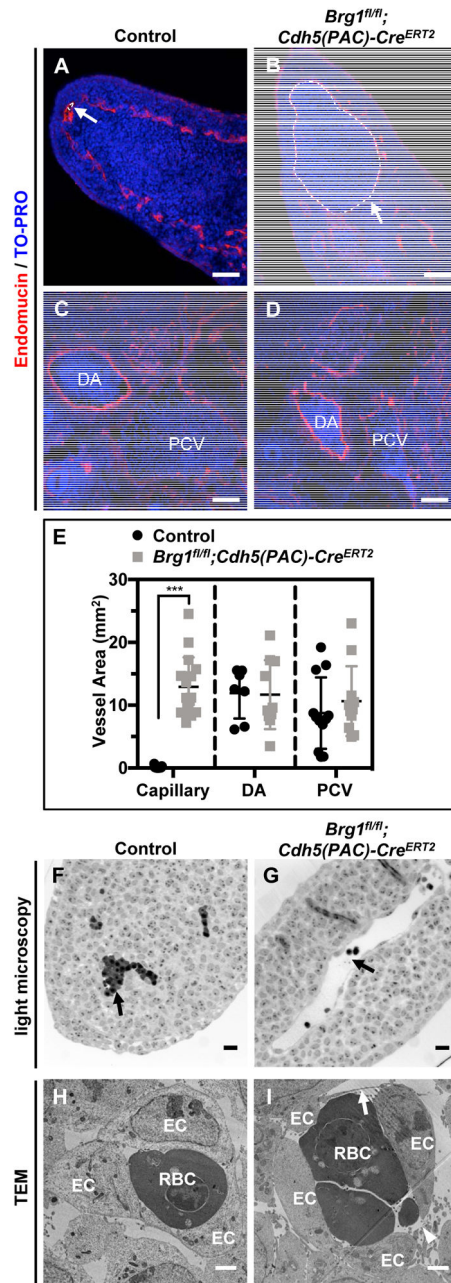 Control
Brg1fl/fl;
Cdh5(PAC)-CreERT2
Endomucin / TO-PRO
A
B
C
DA
PCV
D
DA
PCV
E
Control
Brg1fl/fl;Cdh5(PAC)-CreERT2
Vessel Area (mm2)
30
20
10
0
***
Capillary
DA
PCV
Control
Brg1fl/fl;
Cdh5(PAC)-CreERT2
light microscopy
F
G
TEM
H
EC
EC
RBC
EC
I
EC
RBC
EC
EC
EC